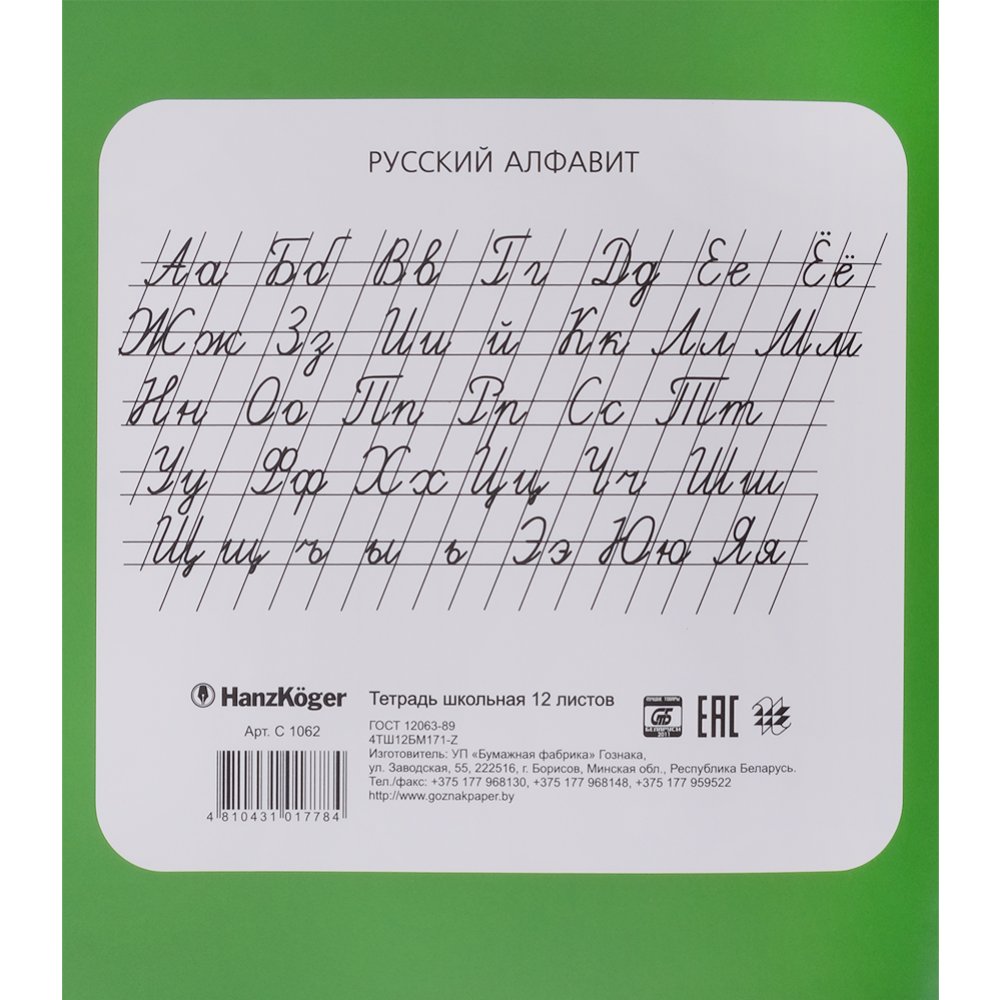 РУССКИЙ АЛФАВИТ
Аа Бб Вв Гг Дд Ее Ёё
Жж Зз Ии й Кк Лл Мм
Нн Оо Пп Рр Сс Тт
Уу Фф Хх Цц Чч Шш
Щщ ъ ы ь Ээ Юю Яя
HanzKöger
Арт. С 1062
4 810431 017784
Тетрадь школьная 12 листов
ГОСТ 12063-89
4ТШ12БМ171-Z
Изготовитель: УП «Бумажная фабрика» Гознака,
ул. Заводская, 55, 222516, г. Борисов, Минская обл., Республика Беларусь.
Тел./факс: +375 177 968130, +375 177 968148, +375 177 959522
http://www.goznakpaper.by
СТБ
2011
EAC